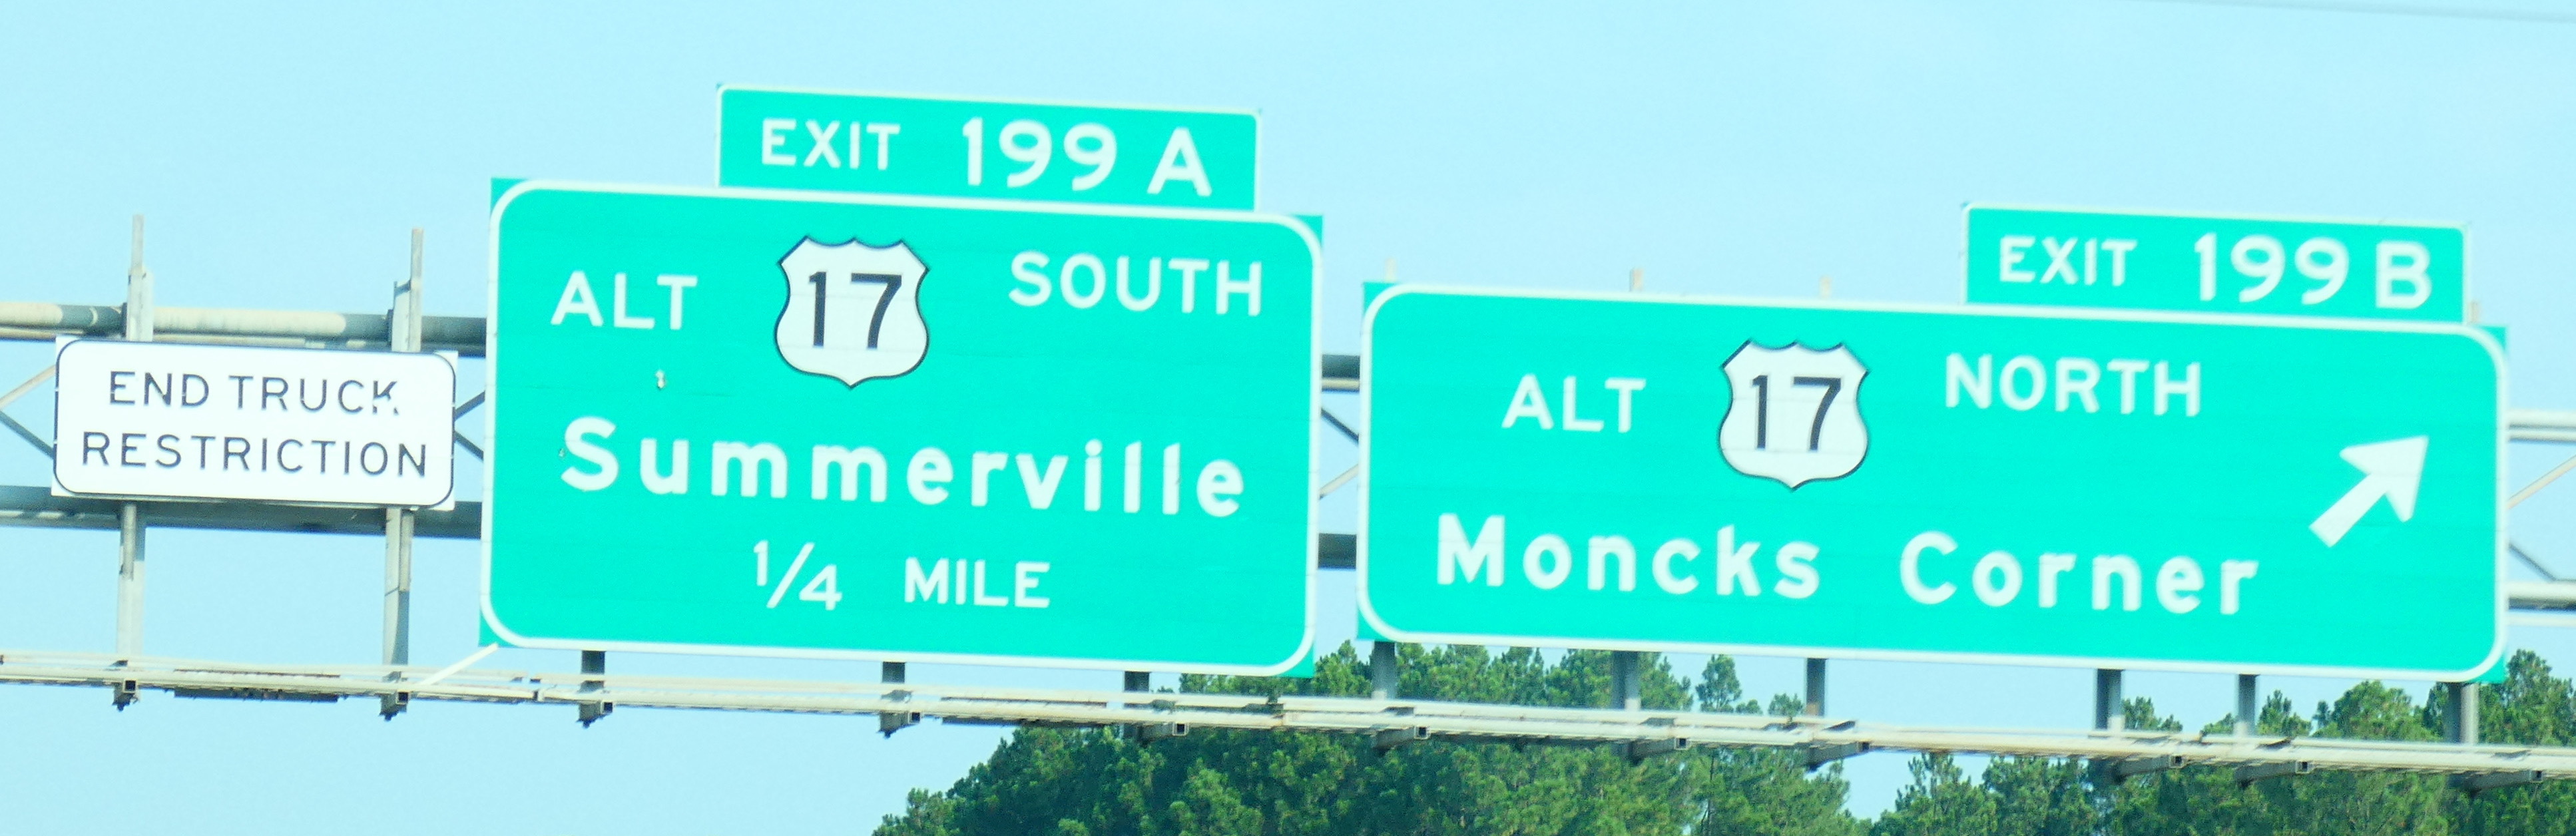 END TRUCK
RESTRICTION
EXIT 199 A
ALT 17 SOUTH
Summerville
1/4 MILE
EXIT 199 B
ALT 17 NORTH
Moncks Corner